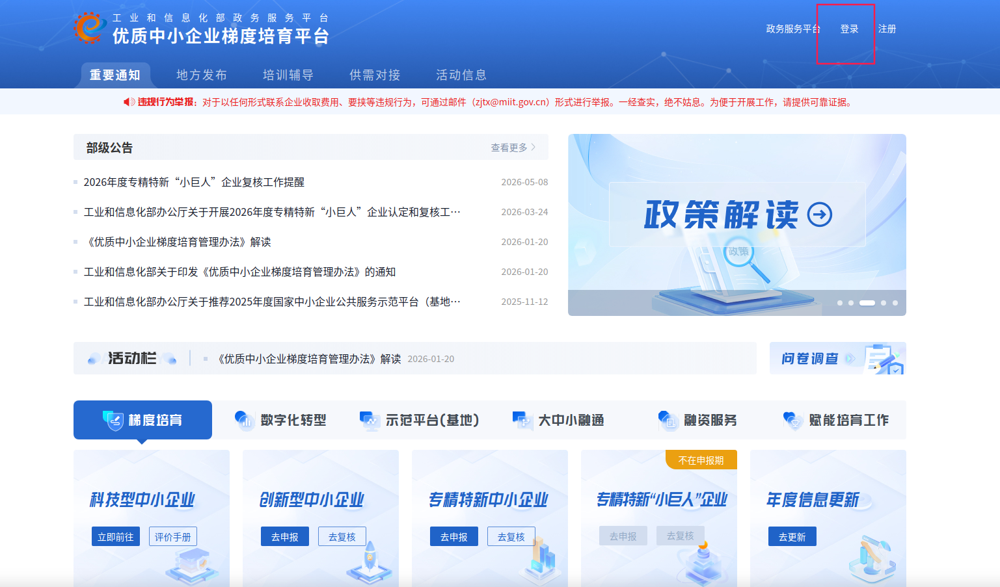 工业和信息化部政务服务平台
优质中小企业梯度培育平台
政务服务平台 登录 注册
重要通知 地方发布 培训辅导 供需对接 活动信息
违规行为举报：对于以任何形式联系企业收取费用、要挟等违规行为，可通过邮件（zjtx@miit.gov.cn）形式进行举报。一经查实，绝不姑息。为便于开展工作，请提供可靠证据。
部级公告 查看更多
2026年度专精特新“小巨人”企业复核工作提醒 2026-05-08
工业和信息化部办公厅关于开展2026年度专精特新“小巨人”企业认定和复核工… 2026-03-24
《优质中小企业梯度培育管理办法》解读 2026-01-20
工业和信息化部关于印发《优质中小企业梯度培育管理办法》的通知 2026-01-20
工业和信息化部办公厅关于推荐2025年度国家中小企业公共服务示范平台（基地… 2025-11-12
政策解读
政策
活动栏 《优质中小企业梯度培育管理办法》解读 2026-01-20
问卷调查
梯度培育 数字化转型 示范平台(基地) 大中小融通 融资服务 赋能培育工作
不在申报期
科技型中小企业 创新型中小企业 专精特新中小企业 专精特新“小巨人”企业 年度信息更新
立即前往 评价手册 去申报 去复核 去申报 去复核 去申报 去复核 去更新